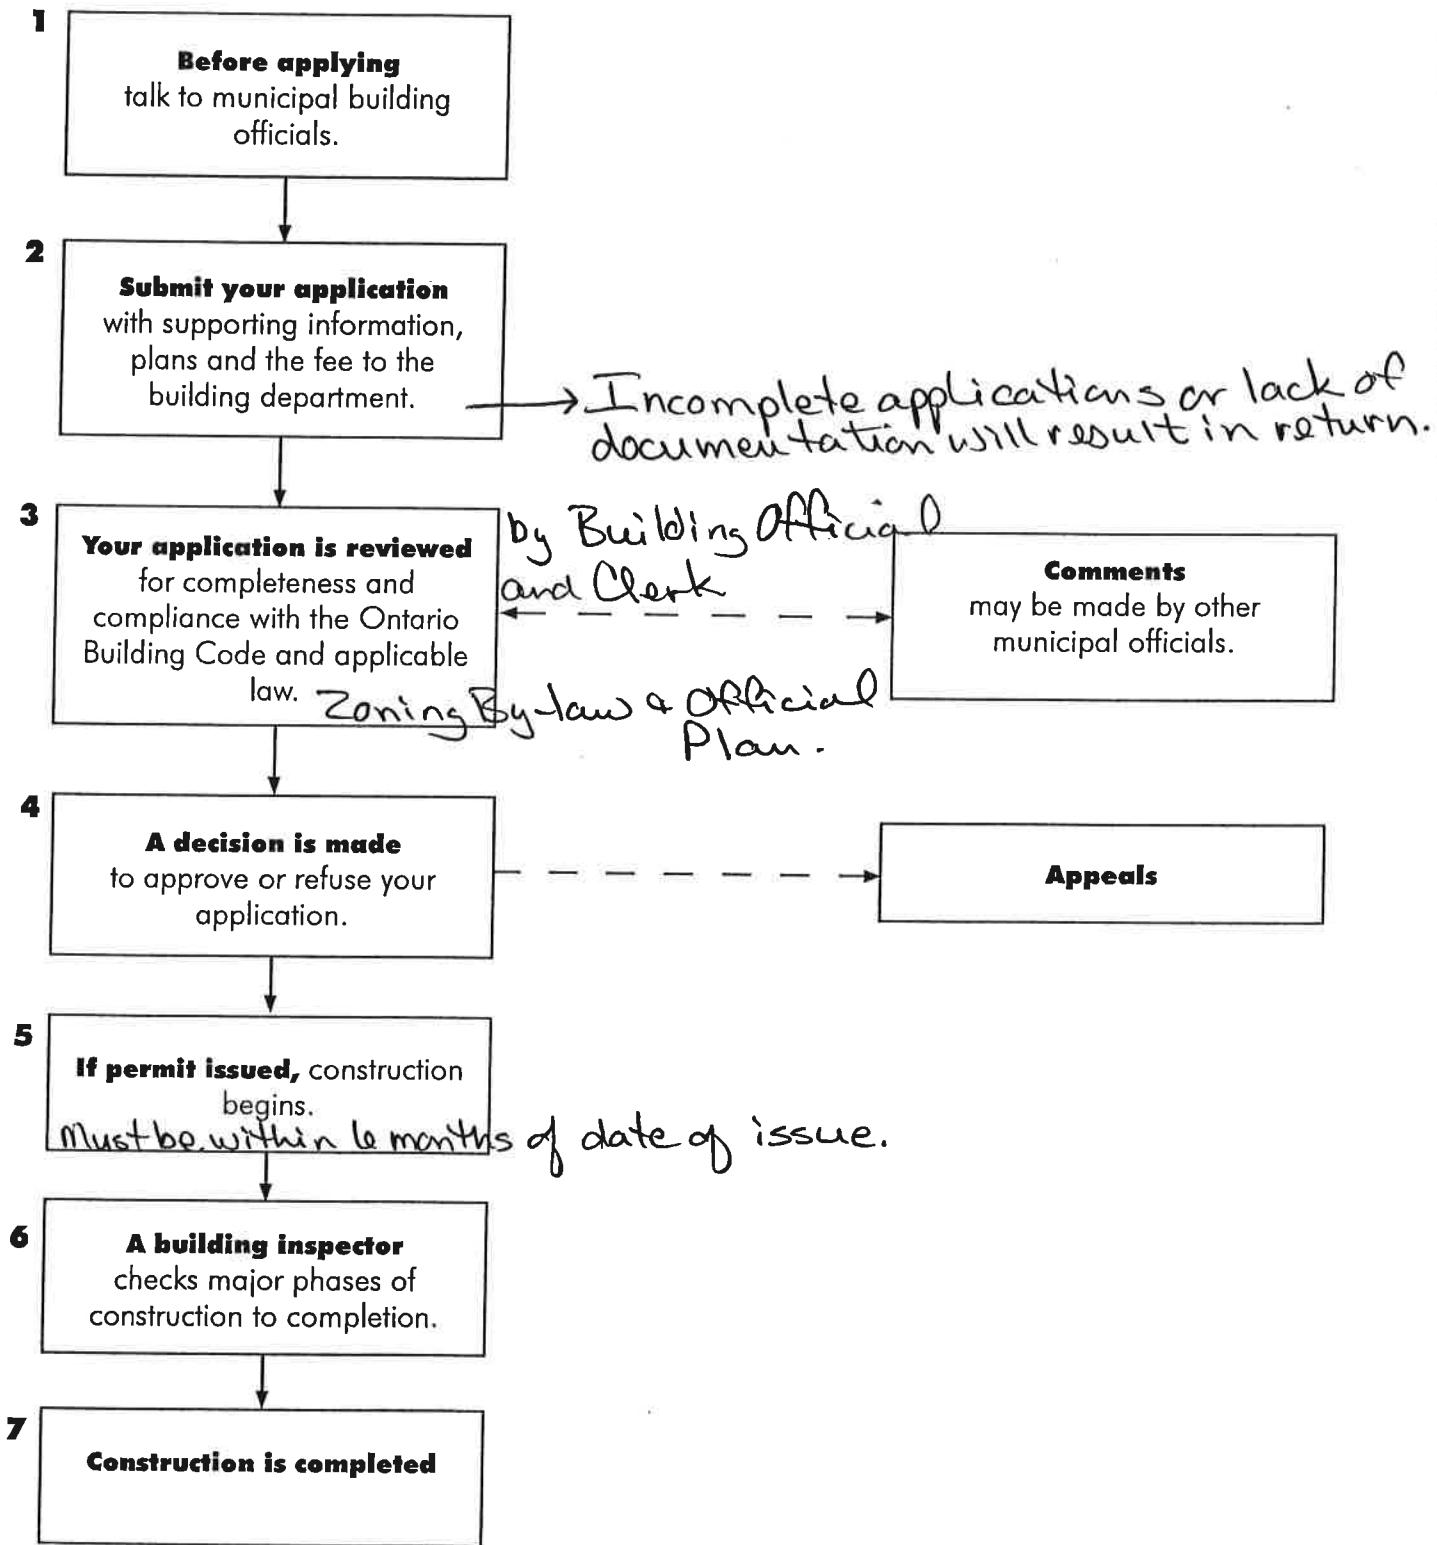 1
Before applying
talk to municipal building
officials.
2
Submit your application
with supporting information,
plans and the fee to the
building department.
Incomplete applications or lack of
documentation will result in return.
3
Your application is reviewed
for completeness and
compliance with the Ontario
Building Code and applicable
law.
by Building Official
and Clerk
Zoning By-law & Official
Plan.
Comments
may be made by other
municipal officials.
4
A decision is made
to approve or refuse your
application.
Appeals
5
If permit issued, construction
begins.
Must be within 6 months of date of issue.
6
A building inspector
checks major phases of
construction to completion.
7
Construction is completed